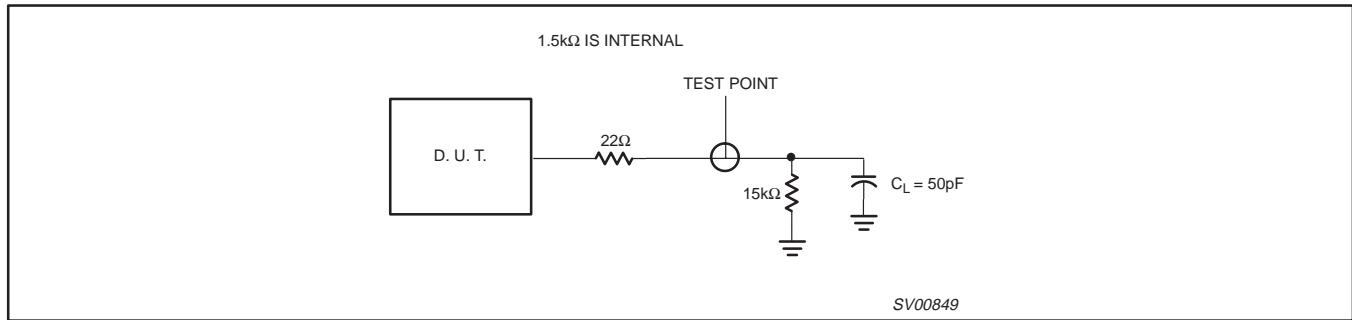 1.5kΩ IS INTERNAL
TEST POINT
22Ω
D. U. T.
15kΩ
C_L = 50pF
SV00849